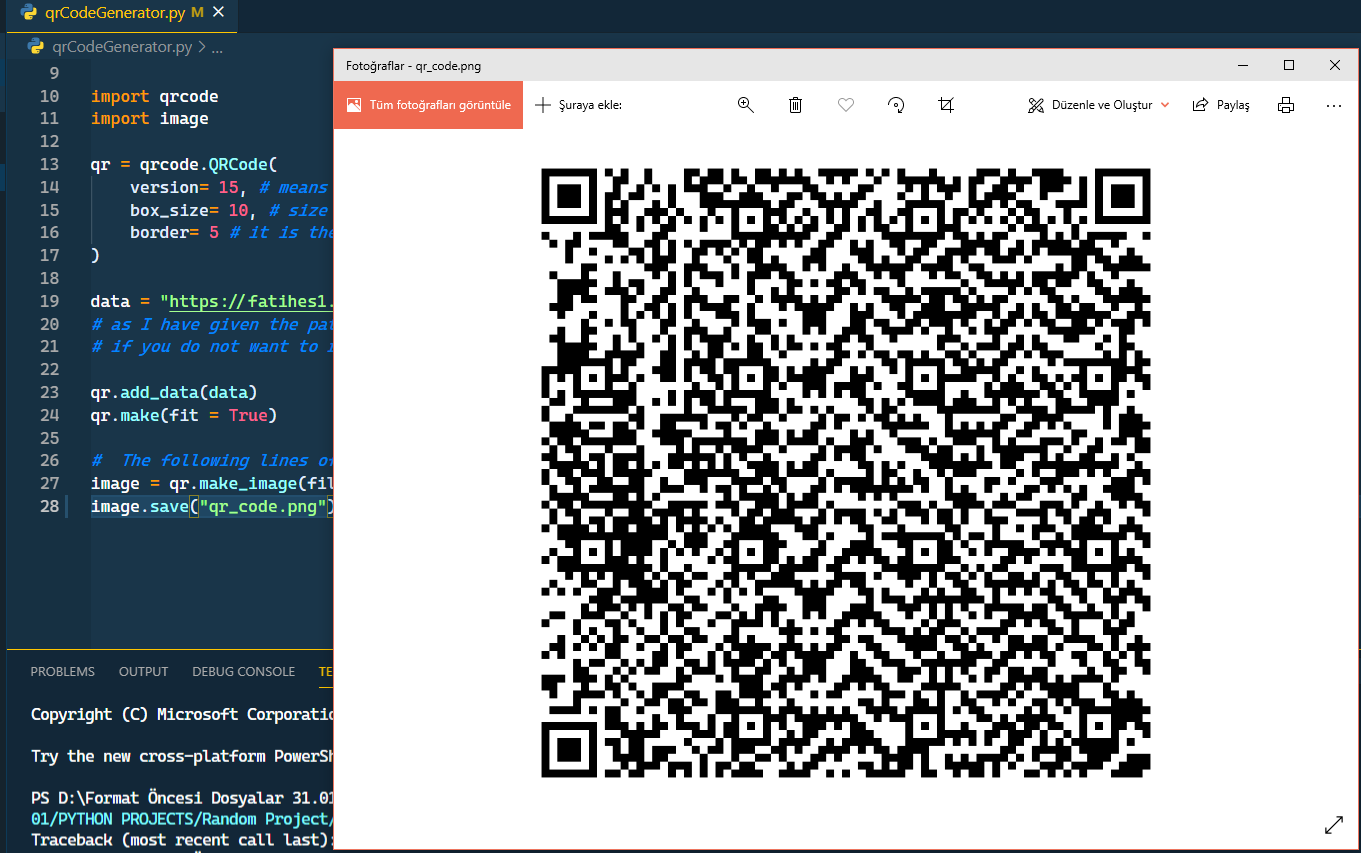 qrCodeGenerator.py M
qrCodeGenerator.py > ...
9
10 import qrcode
11 import image
12
13 qr = qrcode.QRCode(
14 version= 15, # means
15 box_size= 10, # size
16 border= 5 # it is the
17 )
18
19 data = "https://fatihes1.
20 # as I have given the pat
21 # if you do not want to
22
23 qr.add_data(data)
24 qr.make(fit = True)
25
26 # The following lines of
27 image = qr.make_image(fil
28 image.save("qr_code.png")
Fotoğraflar - qr_code.png
Tüm fotoğrafları görüntüle
Şuraya ekle:
Düzenle ve Oluştur
Paylaş
PROBLEMS OUTPUT DEBUG CONSOLE TE
Copyright (C) Microsoft Corporatio
Try the new cross-platform PowerSh
PS D:\Format Öncesi Dosyalar 31.01
01/PYTHON PROJECTS/Random Project/
Traceback (most recent call last):